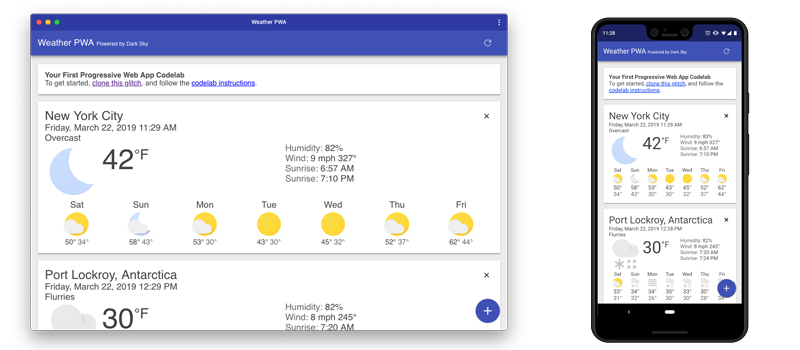 Weather PWA
Weather PWA Powered by Dark Sky
Your First Progressive Web App Codelab
To get started, clone this glitch, and follow the codelab instructions.
New York City
Friday, March 22, 2019 11:29 AM
Overcast
42°F
Humidity: 82%
Wind: 9 mph 327°
Sunrise: 6:57 AM
Sunrise: 7:10 PM
Sat Sun Mon Tue Wed Thu Fri
50° 34° 58° 43° 53° 30° 43° 30° 45° 32° 52° 37° 62° 44°
Port Lockroy, Antarctica
Friday, March 22, 2019 12:29 PM
Flurries
30°F
Humidity: 82%
Wind: 8 mph 245°
Sunrise: 7:20 AM
+
11:28
Weather PWA Powered by Dark Sky
Your First Progressive Web App Codelab
To get started, clone this glitch, and follow the
codelab instructions.
New York City
Friday, March 22, 2019 11:28 AM
Overcast
42°F
Humidity: 83%
Wind: 9 mph 327°
Sunrise: 6:57 AM
Sunrise: 7:10 PM
Sat Sun Mon Tue Wed Thu Fri
50° 58° 53° 43° 45° 52° 62°
34° 43° 30° 30° 32° 37° 44°
Port Lockroy, Antarctica
Friday, March 22, 2019 12:28 PM
Flurries
30°F
Humidity: 82%
Wind: 8 mph 245°
Sunrise: 7:20 AM
Sunrise: 7:24 PM
Sat Sun Mon Tue Wed Thu Fri
33° 34° 34° 30° 30° 34° 34°
31° 32° 26° 30° 30° 28°
+